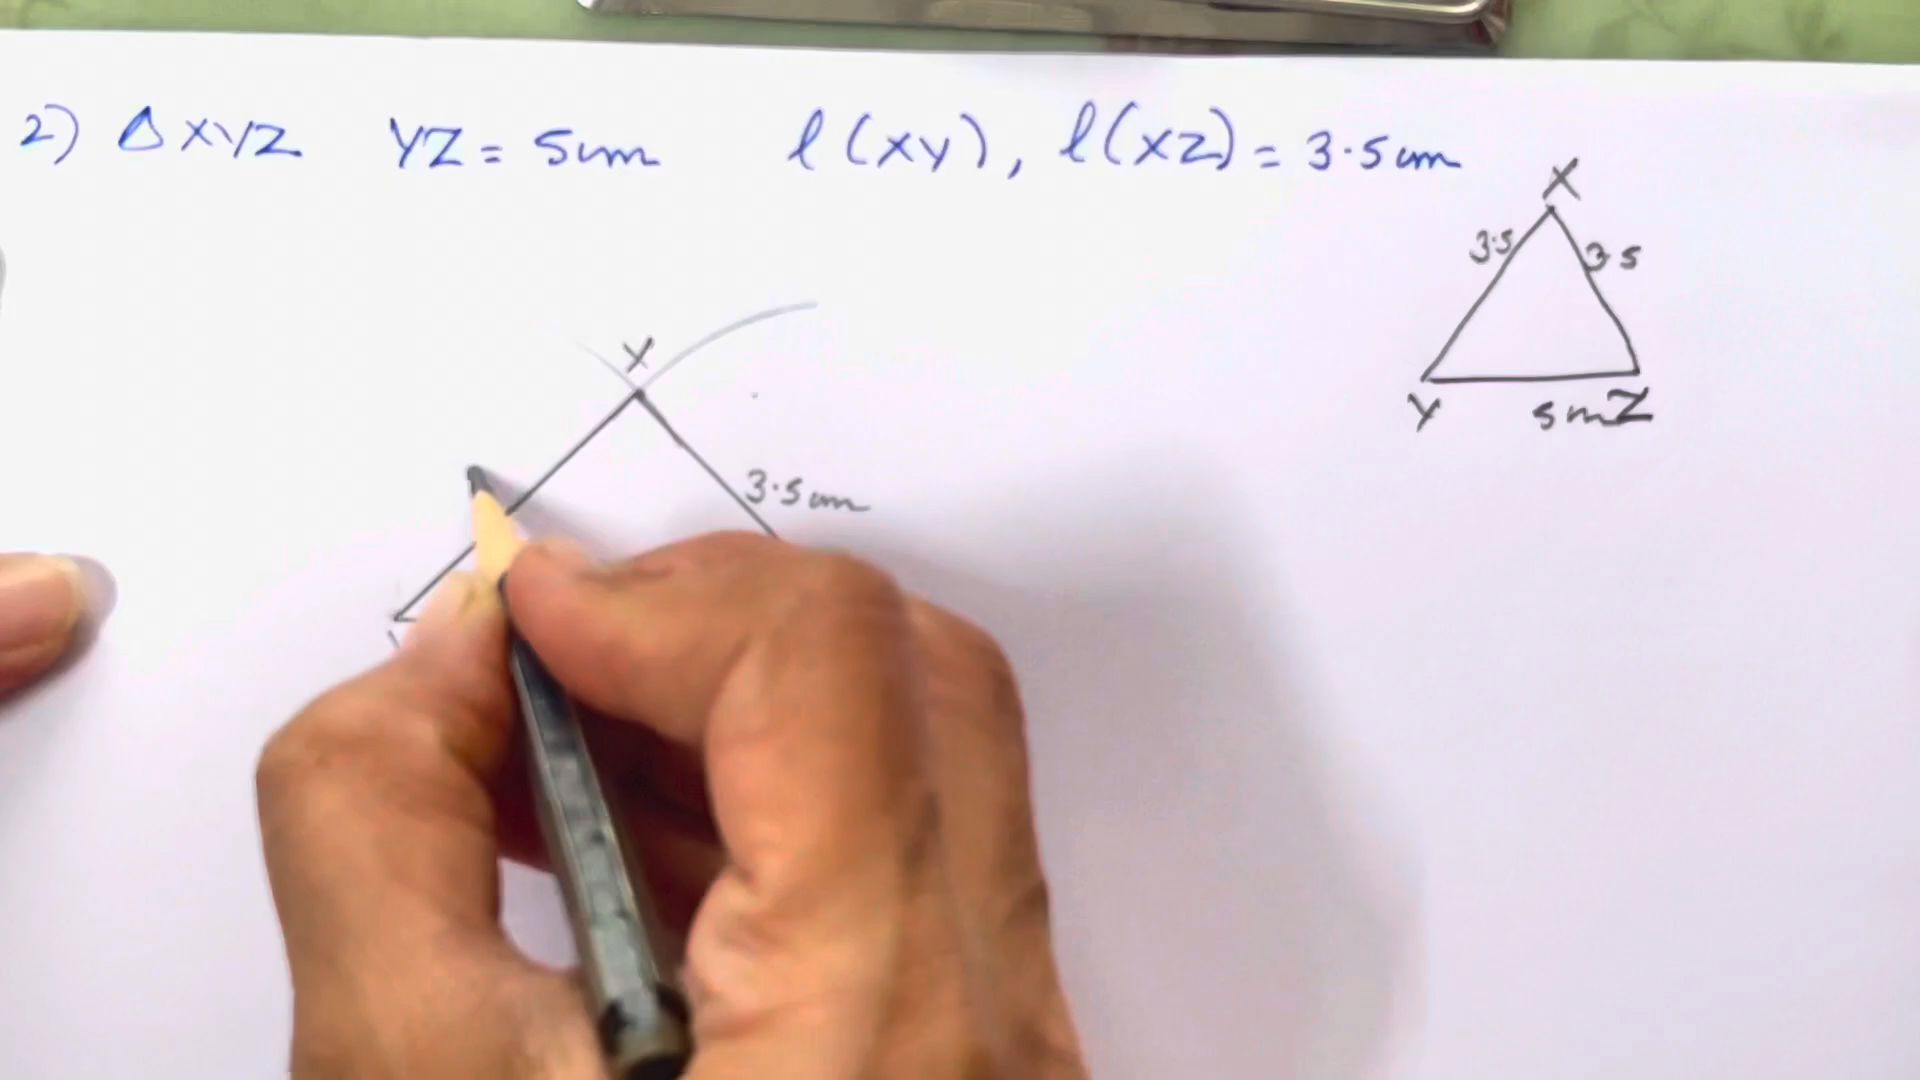 2) Δ XYZ YZ = 5cm l(XY), l(XZ) = 3.5cm
X
3.5 3.5
Y 5cm Z
X
3.5cm